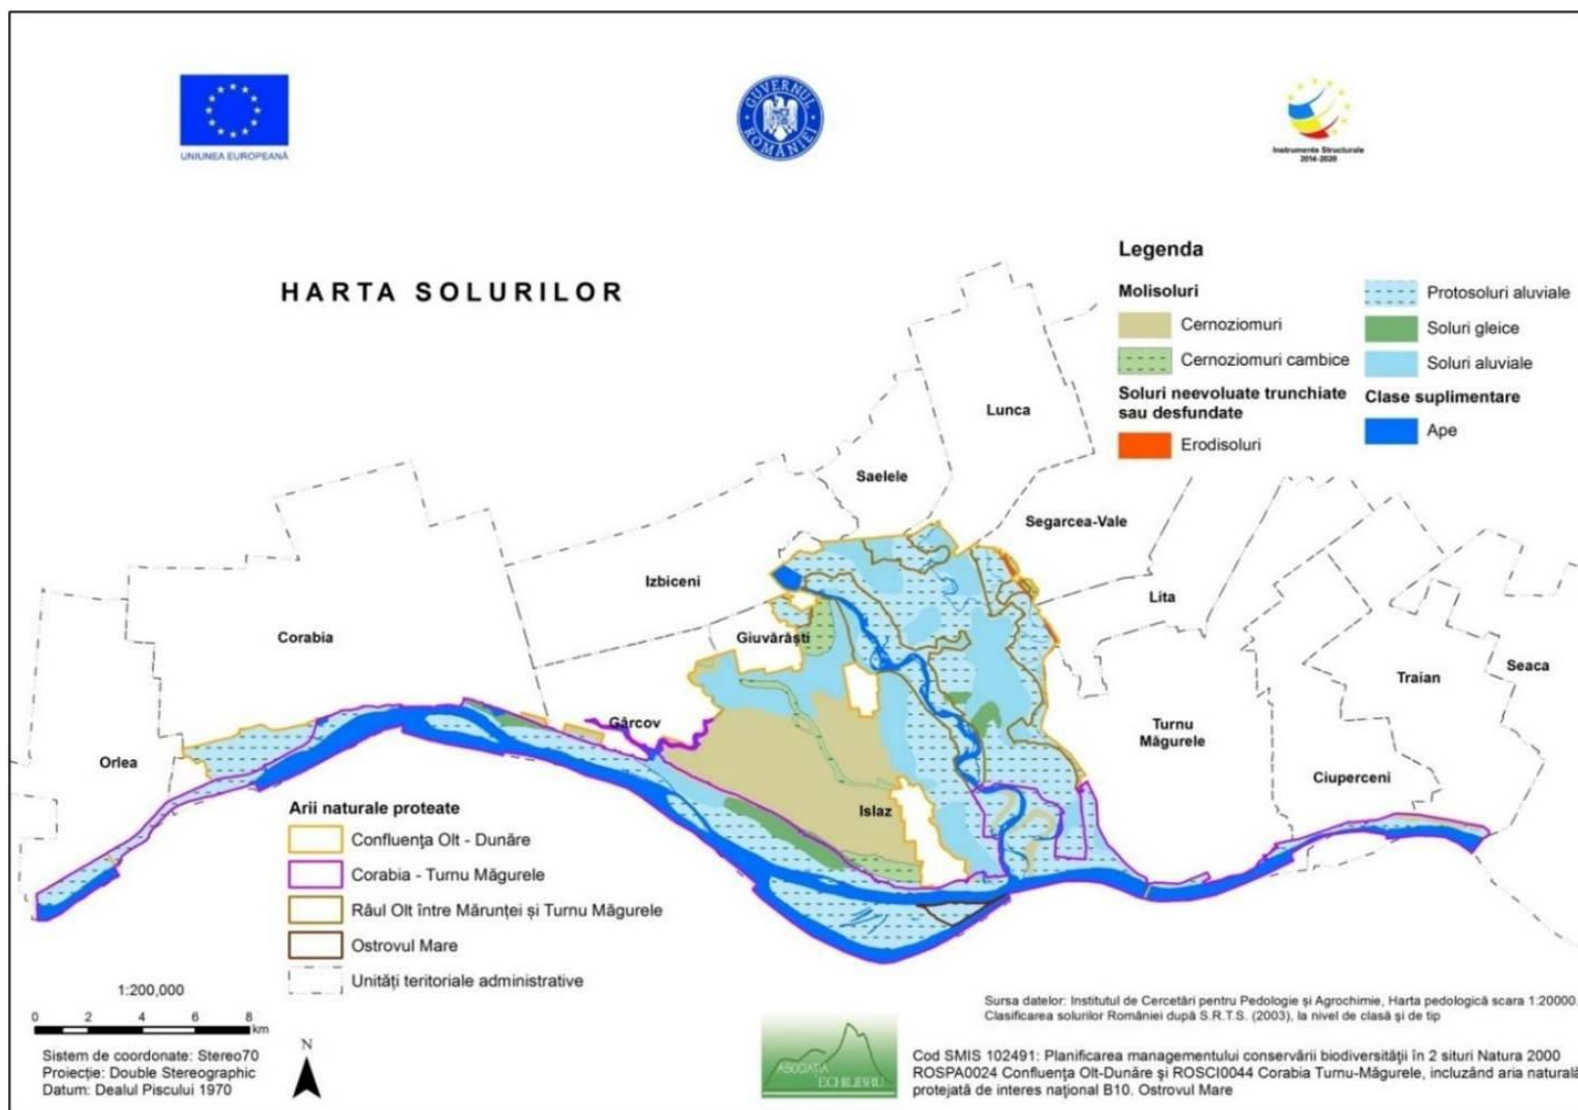 UNIUNEA EUROPEANĂ
GUVERNUL ROMÂNIEI
Instrumente Structurale
2014-2020
HARTA SOLURILOR
Legenda
Molisoluri
Cernoziomuri
Cernoziomuri cambice
Soluri neevoluate trunchiate
sau desfundate
Erodisoluri
Protosoluri aluviale
Soluri gleice
Soluri aluviale
Clase suplimentare
Ape
Lunca
Saelele
Segarcea-Vale
Izbiceni
Lita
Corabia
Giuvărăști
Traian
Seaca
Gârcov
Turnu
Măgurele
Orlea
Ciuperceni
Islaz
Arii naturale proteate
Confluența Olt - Dunăre
Corabia - Turnu Măgurele
Râul Olt între Mărunței și Turnu Măgurele
Ostrovul Mare
Unități teritoriale administrative
1:200,000
0 2 4 6 8
km
Sistem de coordonate: Stereo70
Proiecție: Double Stereographic
Datum: Dealul Piscului 1970
N
ASOCIAȚIA
ECHILIBRU
Sursa datelor: Institutul de Cercetări pentru Pedologie și Agrochimie, Harta pedologică scara 1:20000.
Clasificarea solurilor României după S.R.T.S. (2003), la nivel de clasă și de tip
Cod SMIS 102491: Planificarea managementului conservării biodiversității în 2 situri Natura 2000
ROSPA0024 Confluența Olt-Dunăre și ROSCI0044 Corabia Turnu-Măgurele, incluzând aria naturală
protejată de interes național B10. Ostrovul Mare